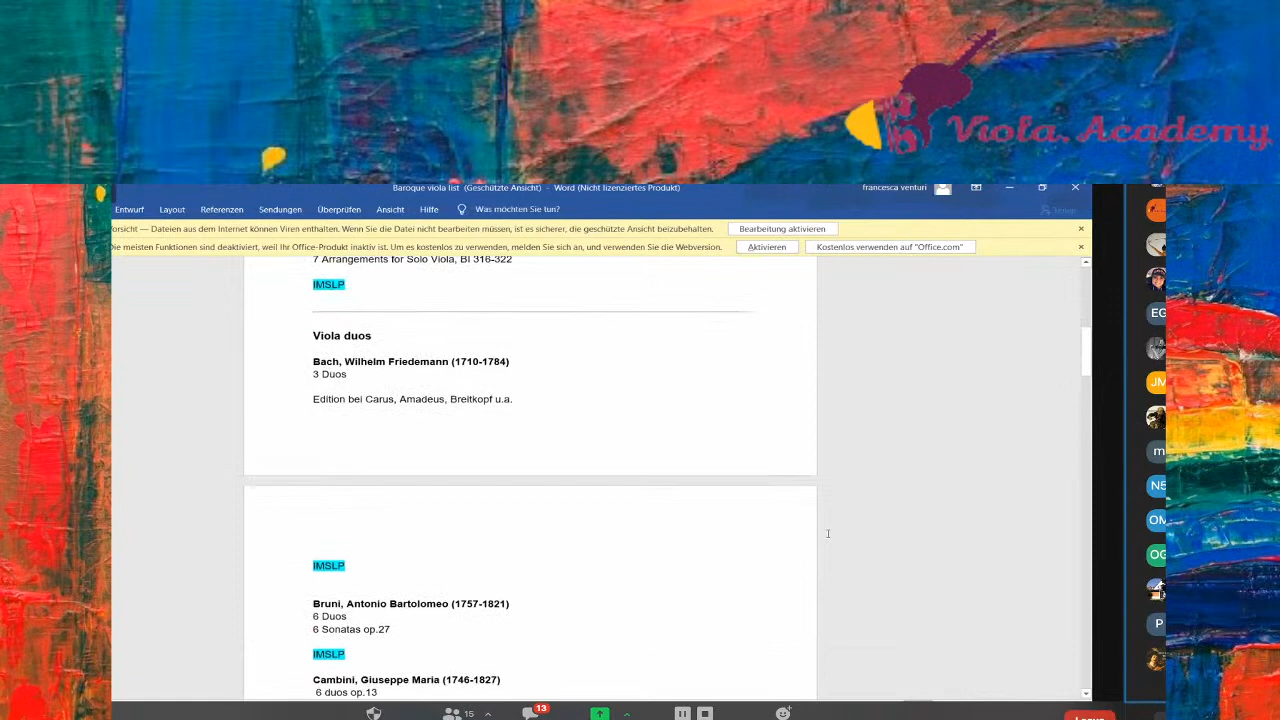 Viola. Academy
Baroque viola list (Geschützte Ansicht) - Word (Nicht lizenziertes Produkt)
francesca venturi
Entwurf Layout Referenzen Sendungen Überprüfen Ansicht Hilfe Was möchten Sie tun?
orsicht — Dateien aus dem Internet können Viren enthalten. Wenn Sie die Datei nicht bearbeiten müssen, ist es sicherer, die geschützte Ansicht beizubehalten. Bearbeitung aktivieren
Die meisten Funktionen sind deaktiviert, weil Ihr Office-Produkt inaktiv ist. Um es kostenlos zu verwenden, melden Sie sich an, und verwenden Sie die Webversion. Aktivieren Kostenlos verwenden auf "Office.com"
7 Arrangements for Solo Viola, BI 316-322
IMSLP
Viola duos
Bach, Wilhelm Friedemann (1710-1784)
3 Duos
Edition bei Carus, Amadeus, Breitkopf u.a.
IMSLP
Bruni, Antonio Bartolomeo (1757-1821)
6 Duos
6 Sonatas op.27
IMSLP
Cambini, Giuseppe Maria (1746-1827)
6 duos op.13
EG
JM
m
N5
OM
OG
P
15
13
Leave